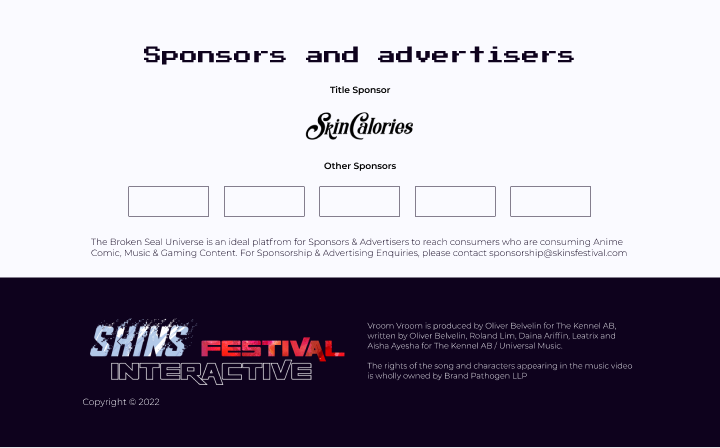 Sponsors and advertisers
Title Sponsor
SkinCalories
Other Sponsors
The Broken Seal Universe is an ideal platfrom for Sponsors & Advertisers to reach consumers who are consuming Anime
Comic, Music & Gaming Content. For Sponsorship & Advertising Enquiries, please contact sponsorship@skinsfestival.com
SKINS FESTIVAL
INTERACTIVE
Vroom Vroom is produced by Oliver Belvelin for The Kennel AB,
written by Oliver Belvelin, Roland Lim, Daina Ariffin, Leatrix and
Aisha Ayesha for The Kennel AB / Universal Music.
The rights of the song and characters appearing in the music video
is wholly owned by Brand Pathogen LLP
Copyright © 2022